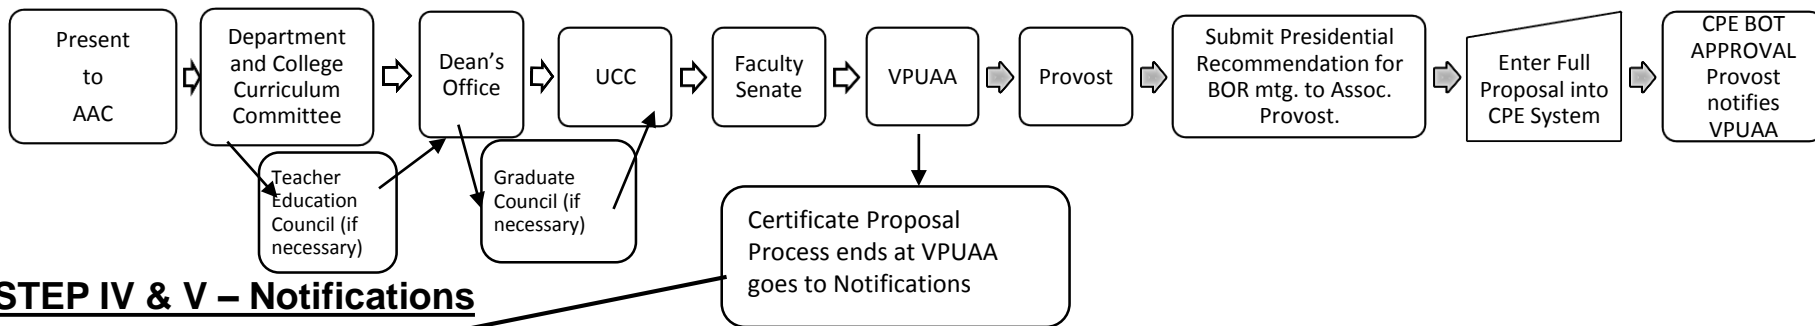 Present
to
AAC
Department
and College
Curriculum
Committee
Dean's
Office
UCC
Faculty
Senate
VPUAA
Provost
Submit Presidential
Recommendation for
BOR mtg. to Assoc.
Provost.
Enter Full
Proposal into
CPE System
CPE BOT
APPROVAL
Provost
notifies
VPUAA
Teacher
Education
Council (if
necessary)
Graduate
Council (if
necessary)
Certificate Proposal
Process ends at VPUAA
goes to Notifications
STEP IV & V – Notifications